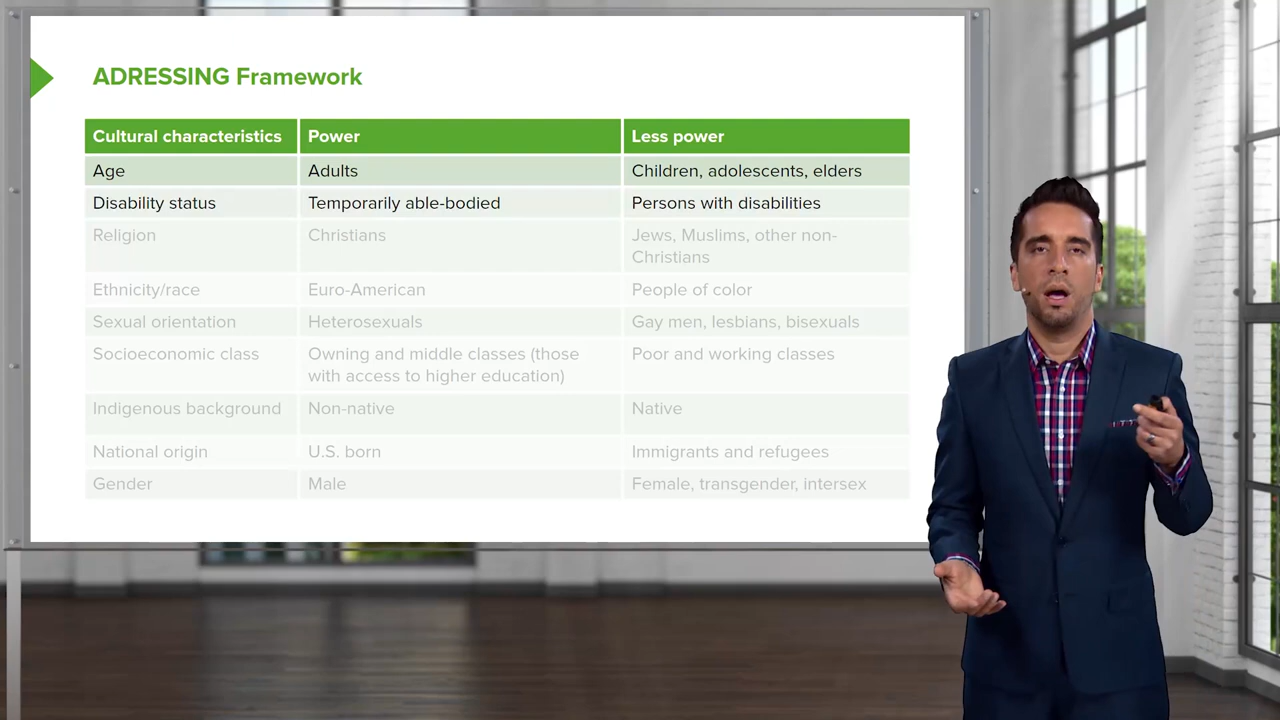 ADRESSING Framework
Cultural characteristics Power Less power
Age Adults Children, adolescents, elders
Disability status Temporarily able-bodied Persons with disabilities
Religion Christians Jews, Muslims, other non-
Christians
Ethnicity/race Euro-American People of color
Sexual orientation Heterosexuals Gay men, lesbians, bisexuals
Socioeconomic class Owning and middle classes (those Poor and working classes
with access to higher education)
Indigenous background Non-native Native
National origin U.S. born Immigrants and refugees
Gender Male Female, transgender, intersex